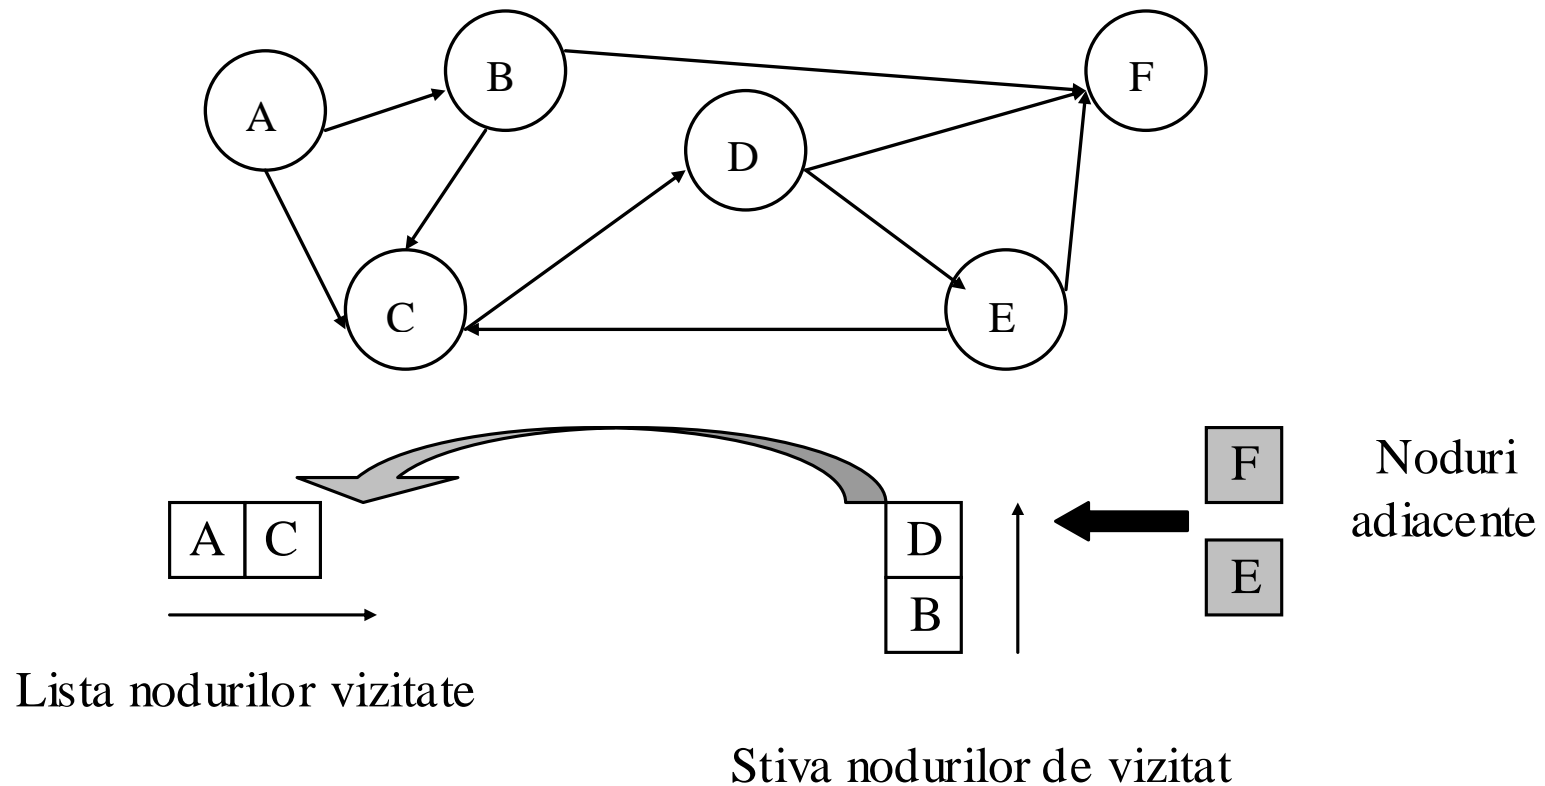 B
F
A
D
C
E
F
Noduri
adiacente
A C
D
E
B
Lista nodurilor vizitate
Stiva nodurilor de vizitat